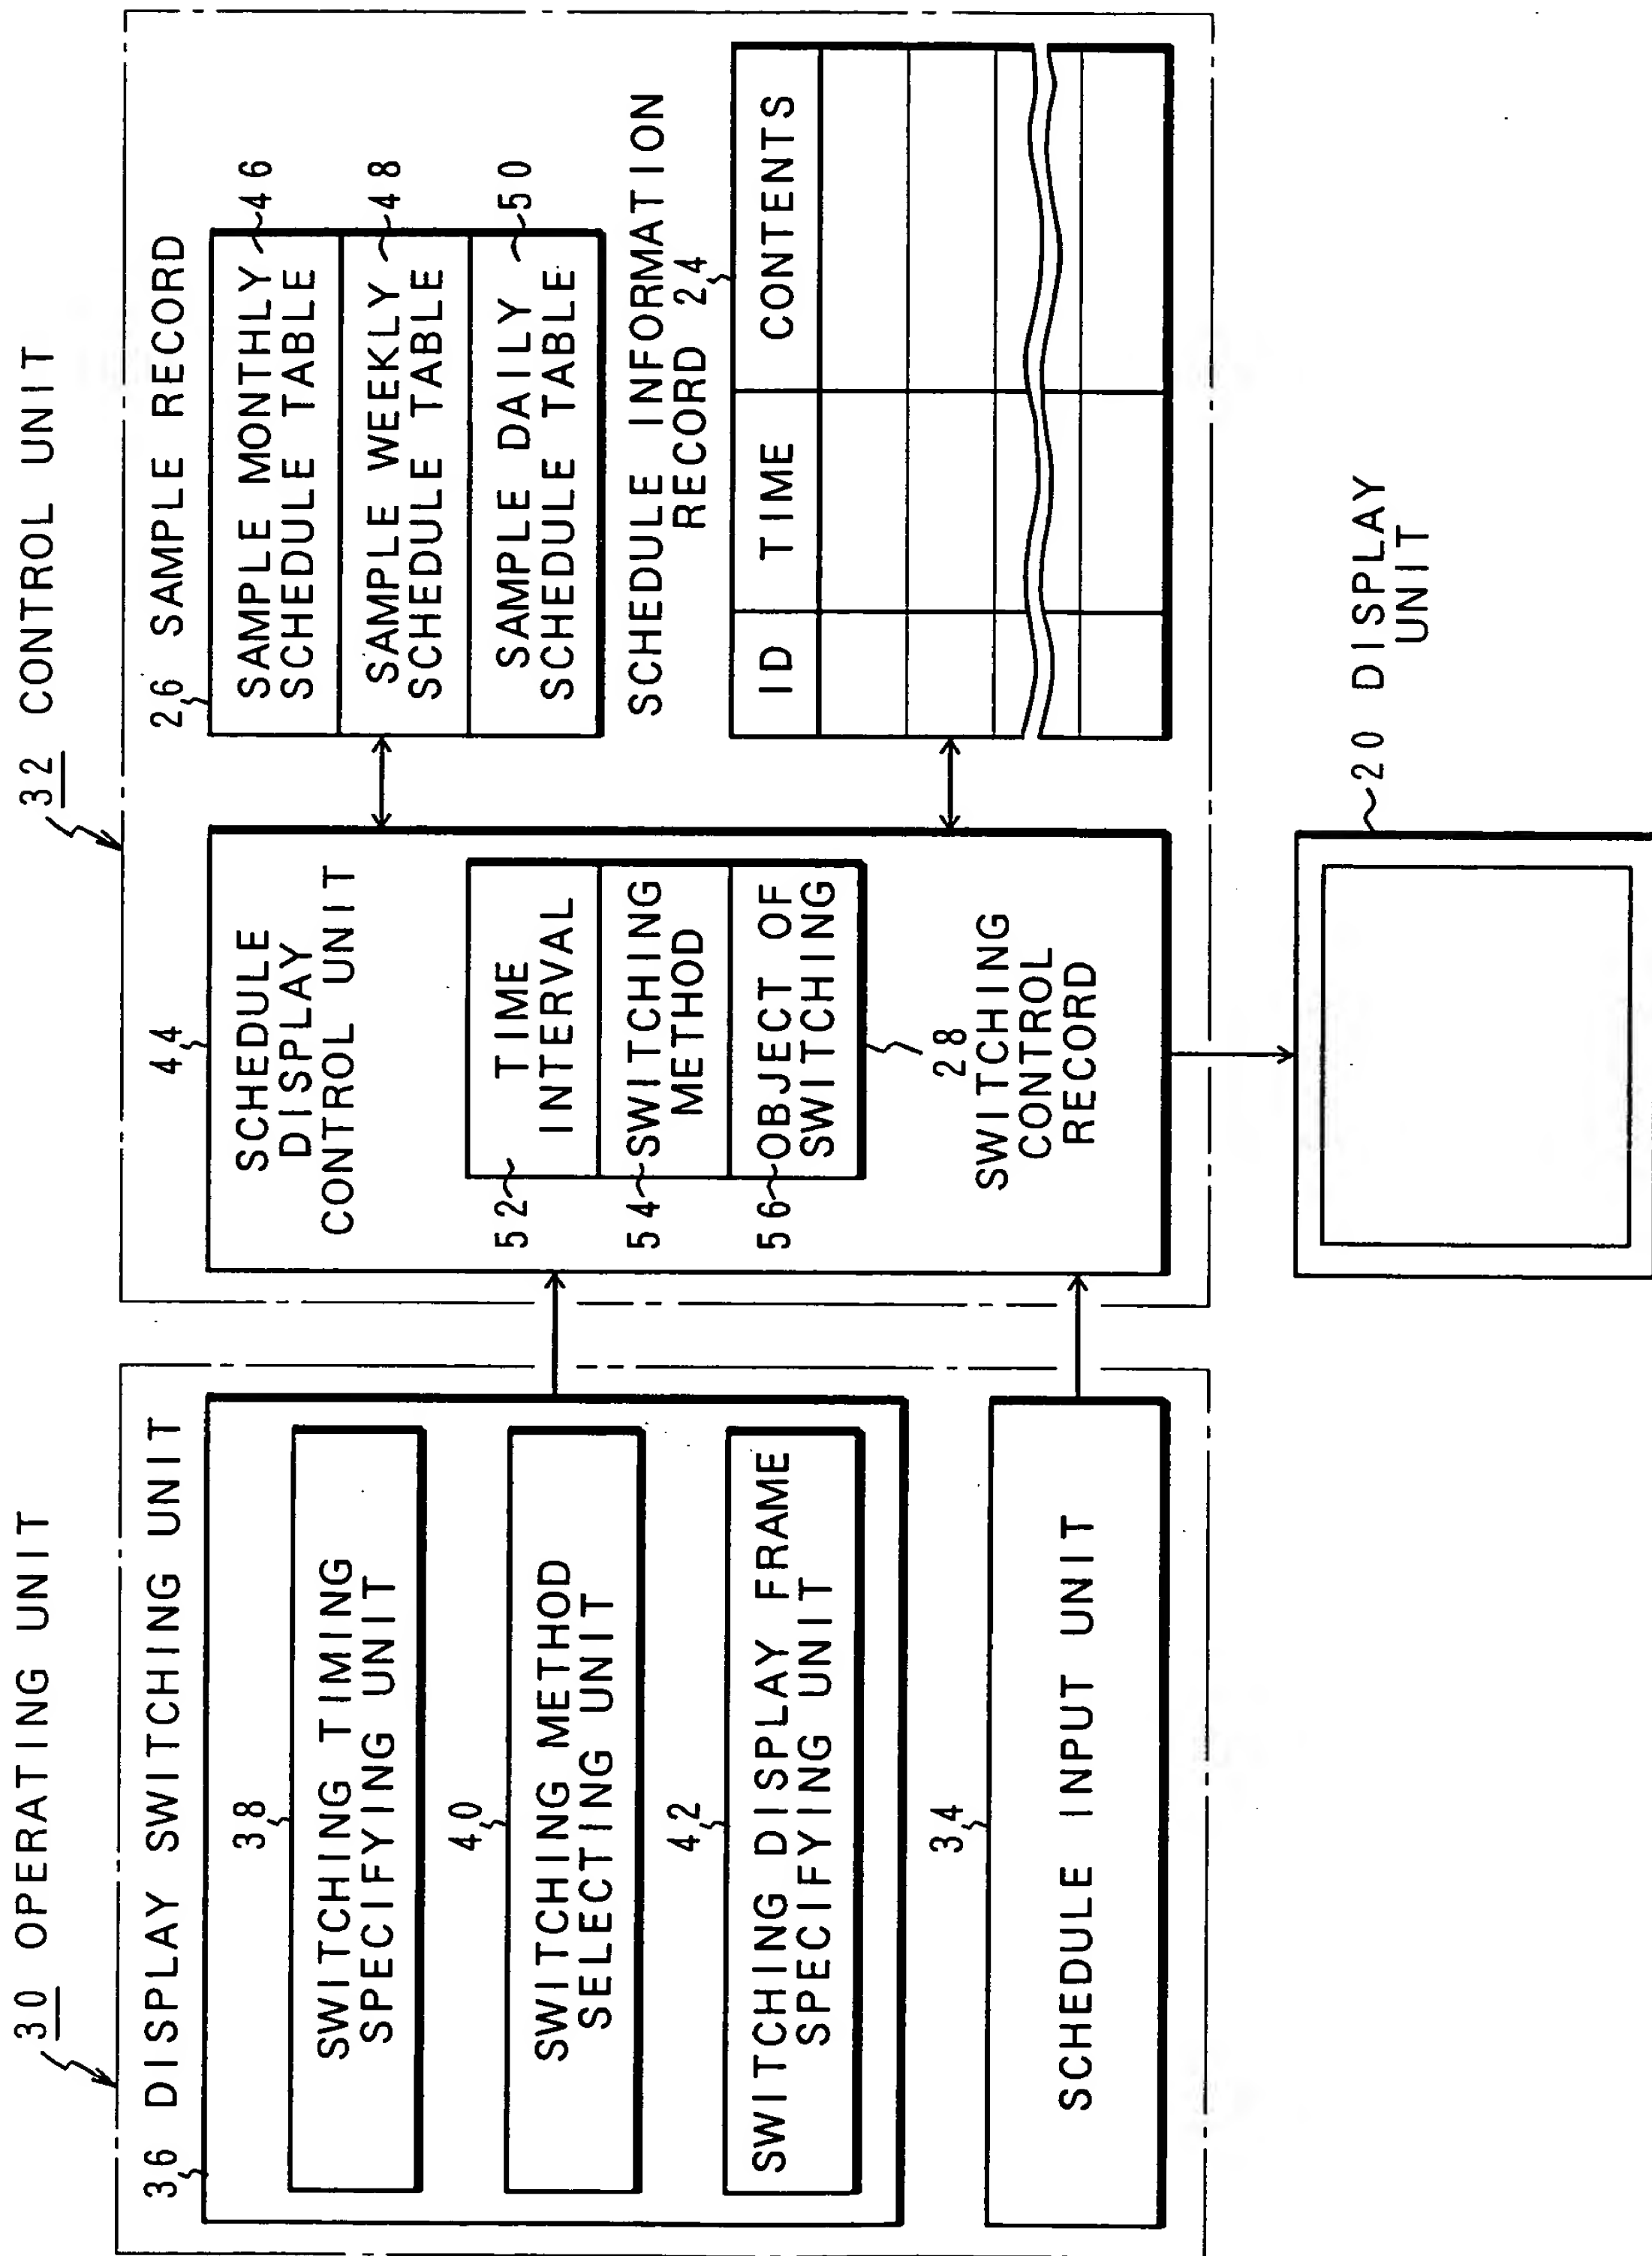 30 OPERATING UNIT
36 DISPLAY SWITCHING UNIT
38
SWITCHING TIMING
SPECIFYING UNIT
40
SWITCHING METHOD
SELECTING UNIT
42
SWITCHING DISPLAY FRAME
SPECIFYING UNIT
34
SCHEDULE INPUT UNIT
32 CONTROL UNIT
44
SCHEDULE
DISPLAY
CONTROL UNIT
52
TIME
INTERVAL
54
SWITCHING
METHOD
56
OBJECT OF
SWITCHING
28
SWITCHING
CONTROL
RECORD
26 SAMPLE RECORD
SAMPLE MONTHLY 46
SCHEDULE TABLE
SAMPLE WEEKLY 48
SCHEDULE TABLE
SAMPLE DAILY 50
SCHEDULE TABLE
SCHEDULE INFORMATION
RECORD 24
ID TIME CONTENTS
20 DISPLAY
UNIT